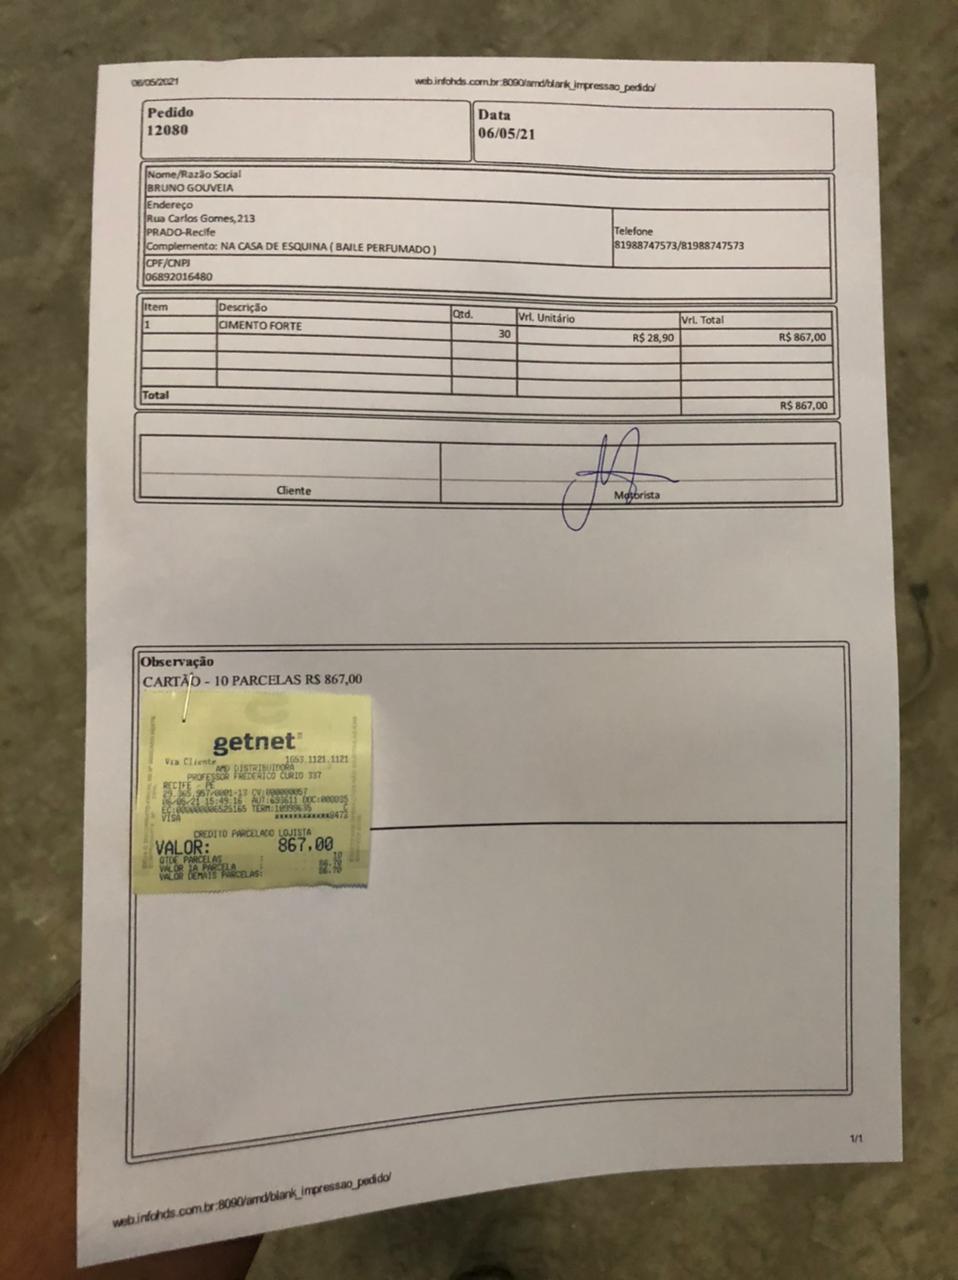 06/05/2021
web.infohds.com.br:8090/amd/blank_impressao_pedido/
Pedido
12080
Data
06/05/21
Nome/Razão Social
BRUNO GOUVEIA
Endereço
Rua Carlos Gomes,213
PRADO-Recife
Complemento: NA CASA DE ESQUINA ( BAILE PERFUMADO )
Telefone
81988747573/81988747573
CPF/CNPJ
06892016480
Item Descrição Qtd. Vrl. Unitário Vrl. Total
1 CIMENTO FORTE 30 R$ 28,90 R$ 867,00
Total R$ 867,00
Cliente
Motorista
Observação
CARTÃO - 10 PARCELAS R$ 867,00
getnet
Via Cliente 1653.1121.1121
AMD DISTRIBUIDORA
PROFESSOR FREDERICO CURIO 337
RECIFE - PE
29.365.957/0001-13 CV:000000057
06/05/21 15:49:16 AUT:693611 DOC:000035
EC:000000006525165 TERM:10999635 C
VISA ************8473
CREDITO PARCELADO LOJISTA
VALOR: 867,00
QTDE PARCELAS : 10
VALOR 1A PARCELA : 86,70
VALOR DEMAIS PARCELAS: 86,70
1/1
web.infohds.com.br:8090/amd/blank_impressao_pedido/